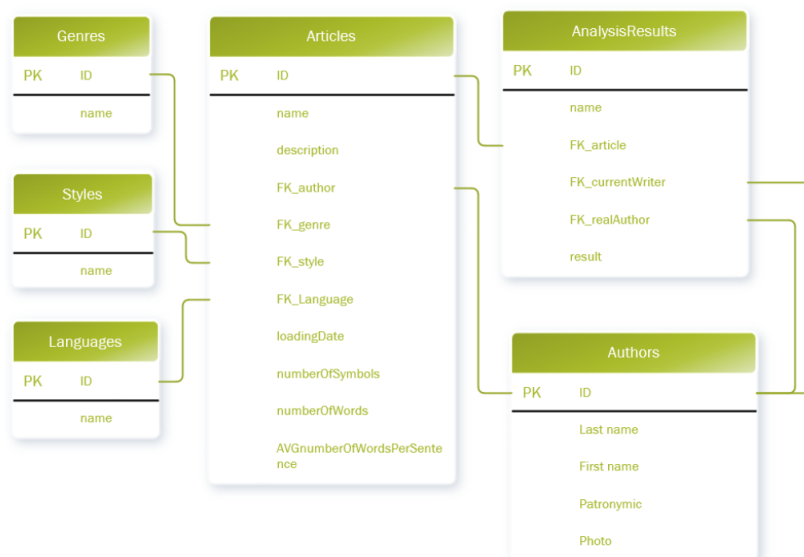 Genres
PK ID
name
Styles
PK ID
name
Languages
PK ID
name
Articles
PK ID
name
description
FK_author
FK_genre
FK_style
FK_Language
loadingDate
numberOfSymbols
numberOfWords
AVGnumberOfWordsPerSente
nce
AnalysisResults
PK ID
name
FK_article
FK_currentWriter
FK_realAuthor
result
Authors
PK ID
Last name
First name
Patronymic
Photo